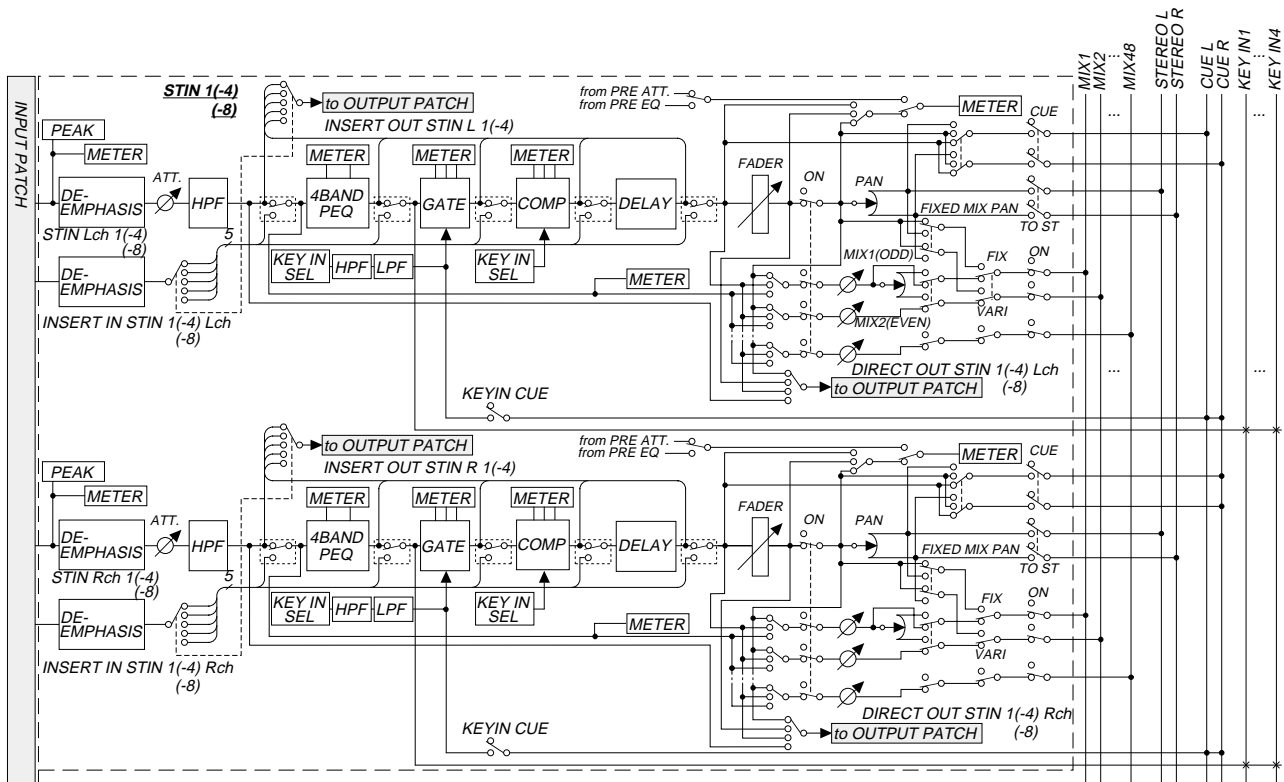 INPUT PATCH
STIN 1(-4)
(-8)
to OUTPUT PATCH
INSERT OUT STIN L 1(-4)
from PRE ATT.
from PRE EQ
METER
CUE
MIX1
MIX2
...
MIX48
STEREO L
STEREO R
CUE L
CUE R
KEY IN1
...
KEY IN4
PEAK
METER
DE-
EMPHASIS
ATT.
HPF
METER
4BAND
PEQ
METER
GATE
METER
COMP
DELAY
FADER
ON
PAN
FIXED MIX PAN
TO ST
STIN Lch 1(-4)
(-8)
5
DE-
EMPHASIS
KEY IN
SEL
HPF
LPF
KEY IN
SEL
METER
MIX1(ODD)
MIX2(EVEN)
FIX
VARI
ON
INSERT IN STIN 1(-4) Lch
(-8)
DIRECT OUT STIN 1(-4) Lch
(-8)
to OUTPUT PATCH
...
...
...
...
KEYIN CUE
to OUTPUT PATCH
INSERT OUT STIN R 1(-4)
from PRE ATT.
from PRE EQ
METER
CUE
PEAK
METER
DE-
EMPHASIS
ATT.
HPF
METER
4BAND
PEQ
METER
GATE
METER
COMP
DELAY
FADER
ON
PAN
FIXED MIX PAN
TO ST
STIN Rch 1(-4)
(-8)
5
DE-
EMPHASIS
KEY IN
SEL
HPF
LPF
KEY IN
SEL
METER
FIX
VARI
ON
INSERT IN STIN 1(-4) Rch
(-8)
DIRECT OUT STIN 1(-4) Rch
(-8)
to OUTPUT PATCH
KEYIN CUE